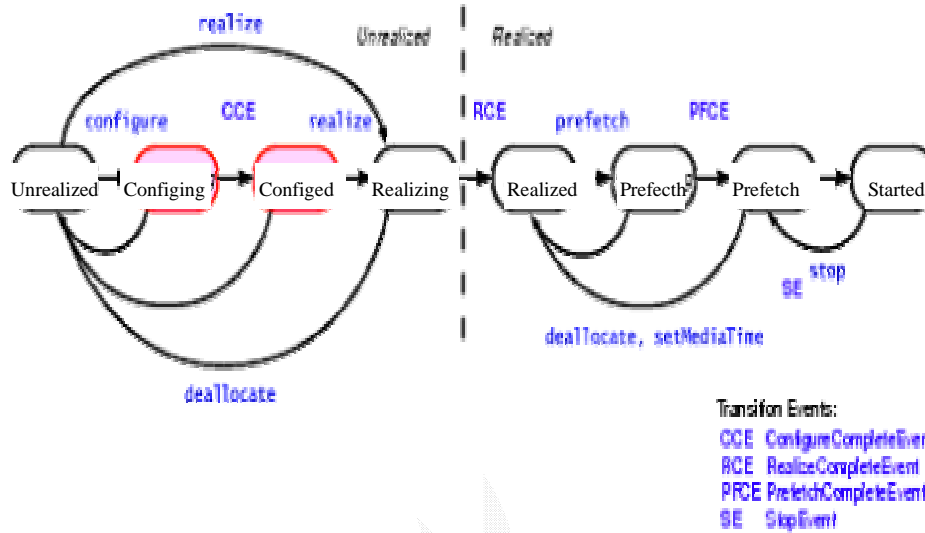 realize
Unrealized
Realized
configure
CCE
realize
RCE
prefetch
PFCE
Unrealized
Configing
Configed
Realizing
Realized
Prefecth
Prefetch
Started
SE
stop
deallocate, setMediaTime
deallocate
Transition Events:
CCE ConfigureCompleteEven
RCE RealizeCompleteEvent
PFCE PrefetchCompleteEvent
SE StopEvent